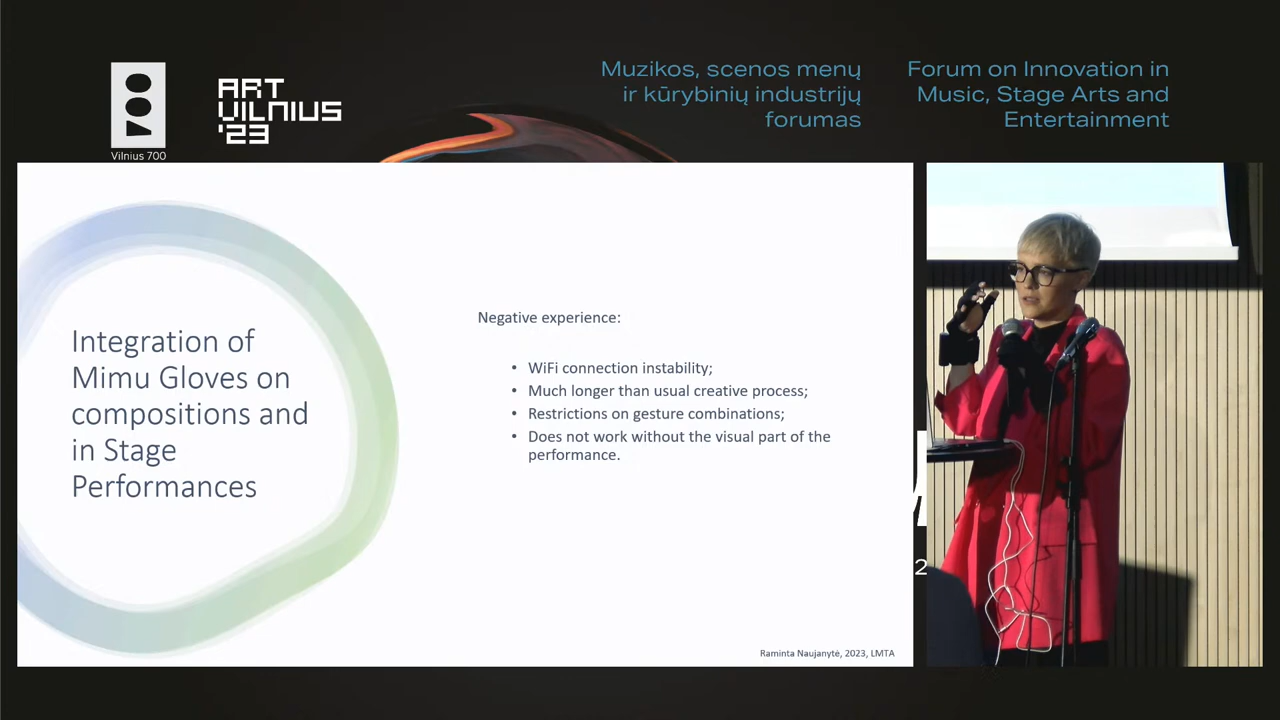 Vilnius 700
ART
VILNIUS
'23
Muzikos, scenos menų
ir kūrybinių industrijų
forumas
Forum on Innovation in
Music, Stage Arts and
Entertainment
Integration of
Mimu Gloves on
compositions and
in Stage
Performances
Negative experience:
• WiFi connection instability;
• Much longer than usual creative process;
• Restrictions on gesture combinations;
• Does not work without the visual part of the
performance.
Raminta Naujanytė, 2023, LMTA